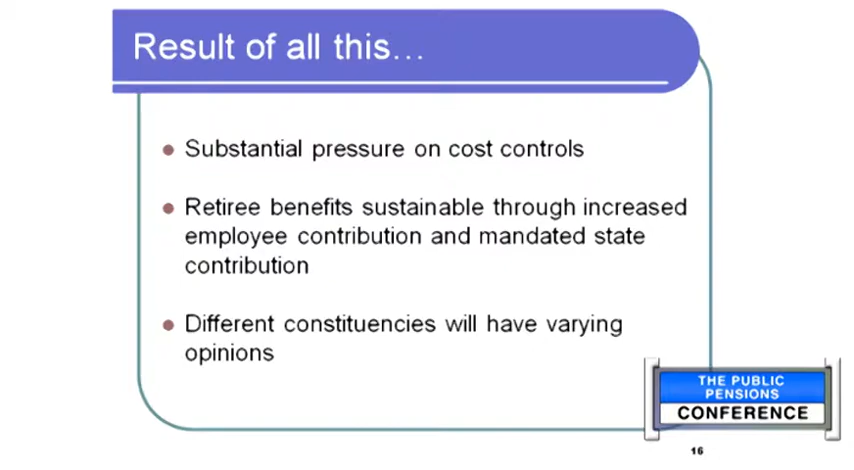 Result of all this…
Substantial pressure on cost controls
Retiree benefits sustainable through increased
employee contribution and mandated state
contribution
Different constituencies will have varying
opinions
THE PUBLIC
PENSIONS
CONFERENCE
16